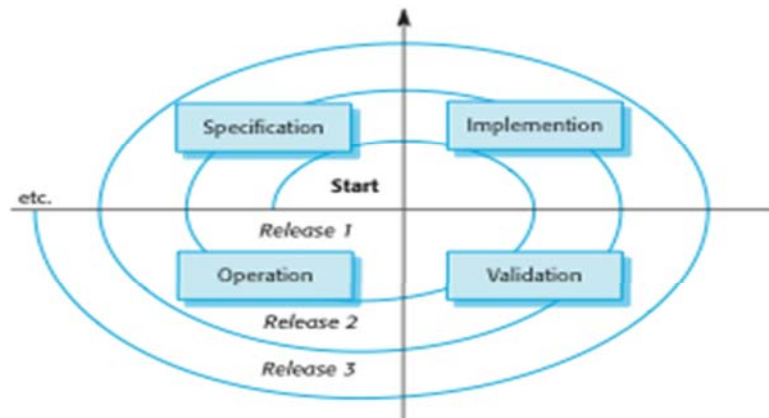 Specification
Implemention
Start
etc.
Release 1
Operation
Validation
Release 2
Release 3